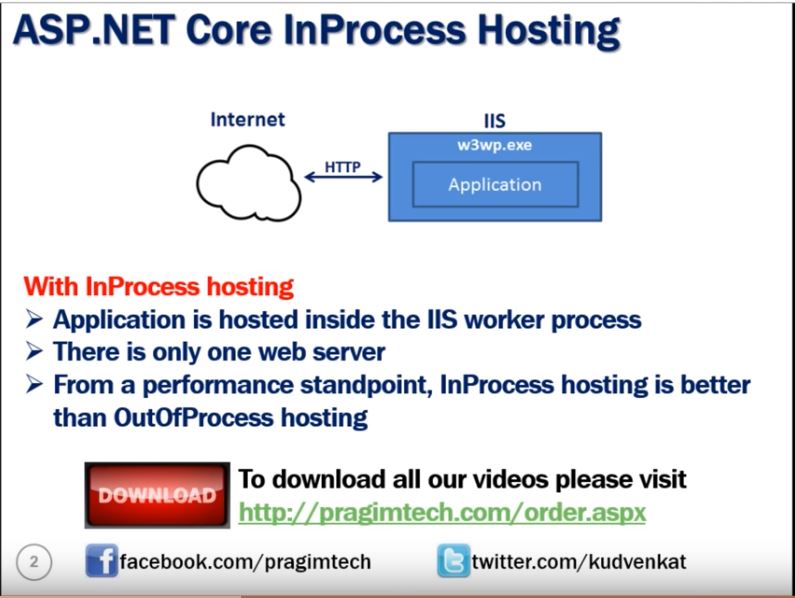 ASP.NET Core InProcess Hosting
Internet
IIS
w3wp.exe
HTTP
Application
With InProcess hosting
➢ Application is hosted inside the IIS worker process
➢ There is only one web server
➢ From a performance standpoint, InProcess hosting is better
than OutOfProcess hosting
DOWNLOAD
To download all our videos please visit
http://pragimtech.com/order.aspx
2
facebook.com/pragimtech
twitter.com/kudvenkat